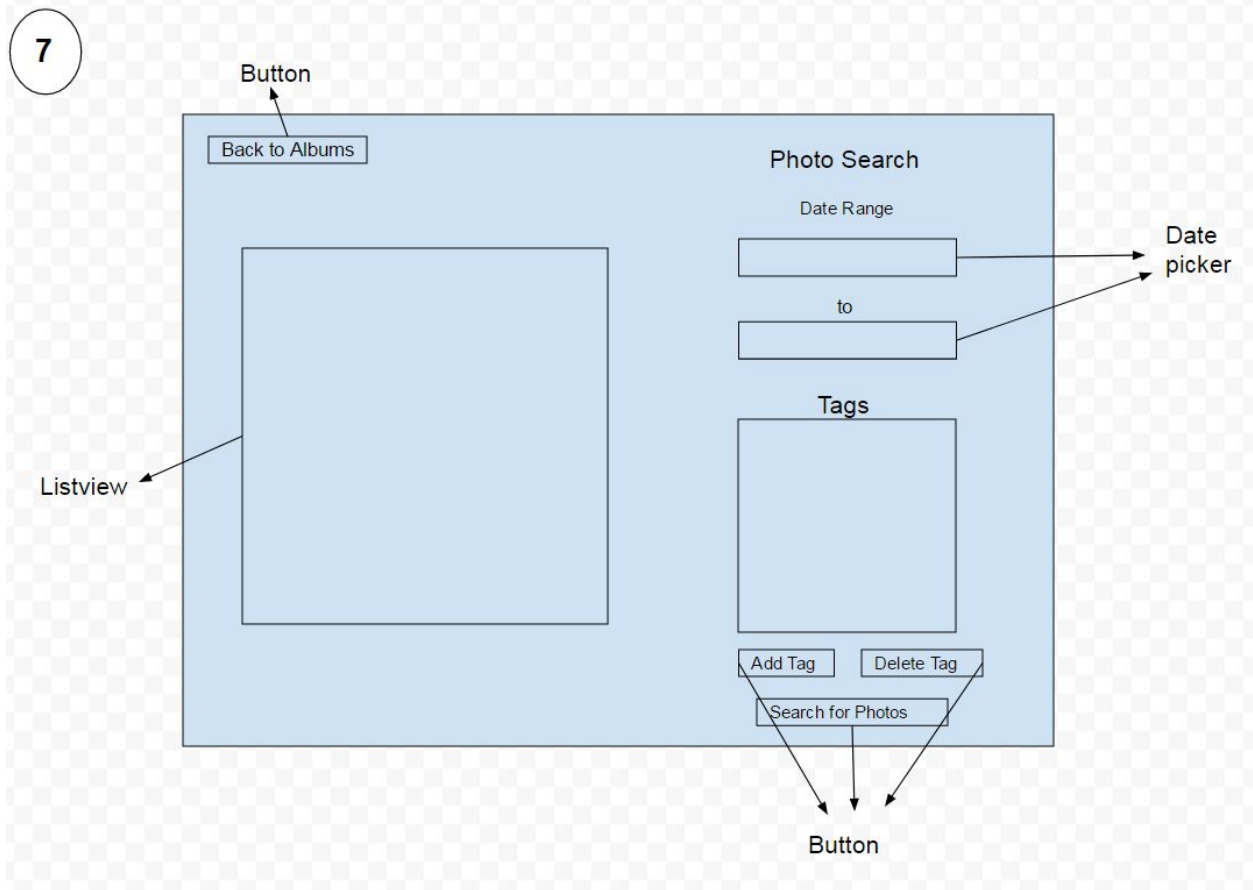 7
Button
Back to Albums
Photo Search
Date Range
Date
picker
to
Tags
Listview
Add Tag
Delete Tag
Search for Photos
Button